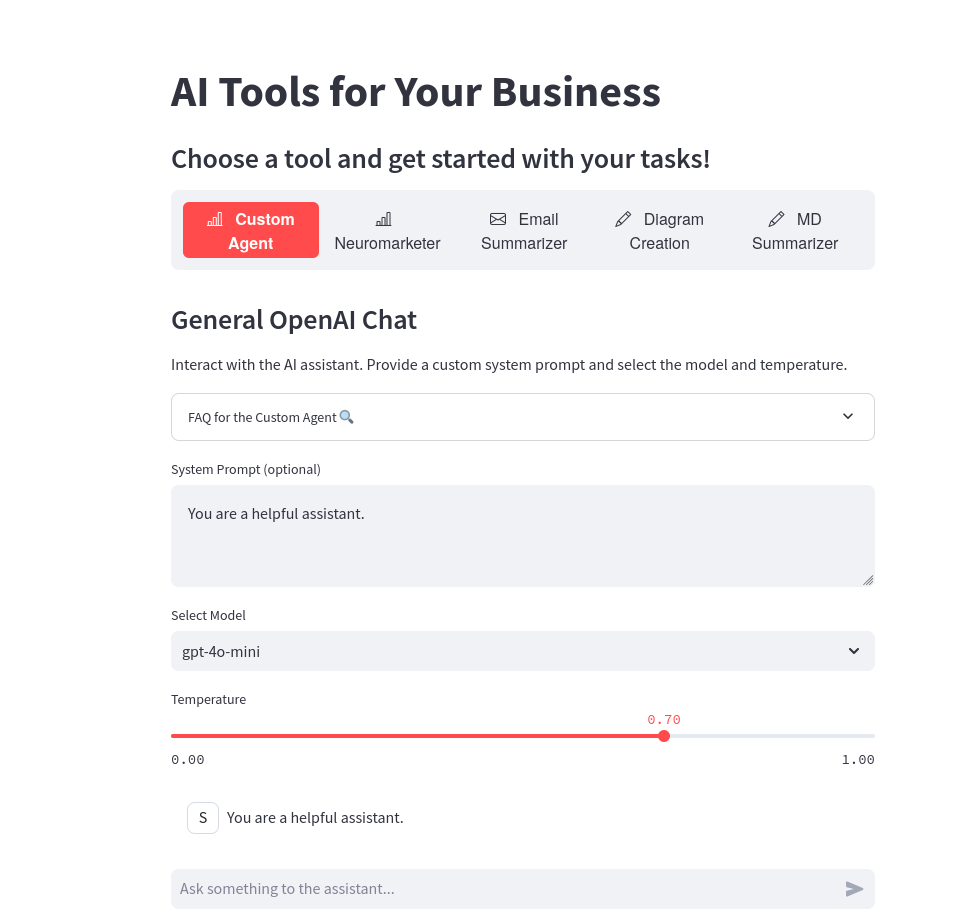 AI Tools for Your Business
Choose a tool and get started with your tasks!
Custom
Agent
Neuromarketer
Email
Summarizer
Diagram
Creation
MD
Summarizer
General OpenAI Chat
Interact with the AI assistant. Provide a custom system prompt and select the model and temperature.
FAQ for the Custom Agent🔍
System Prompt (optional)
You are a helpful assistant.
Select Model
gpt-4o-mini
Temperature
0.70
0.00 1.00
S You are a helpful assistant.
Ask something to the assistant...